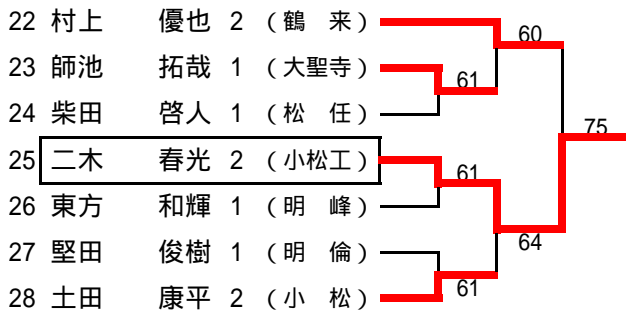 22 村上 優也 2 (鶴 来)
60
23 師池 拓哉 1 (大聖寺)
61
24 柴田 啓人 1 (松 任)
75
25 二木 春光 2 (小松工)
61
26 東方 和輝 1 (明 峰)
64
27 堅田 俊樹 1 (明 倫)
61
28 土田 康平 2 (小 松)